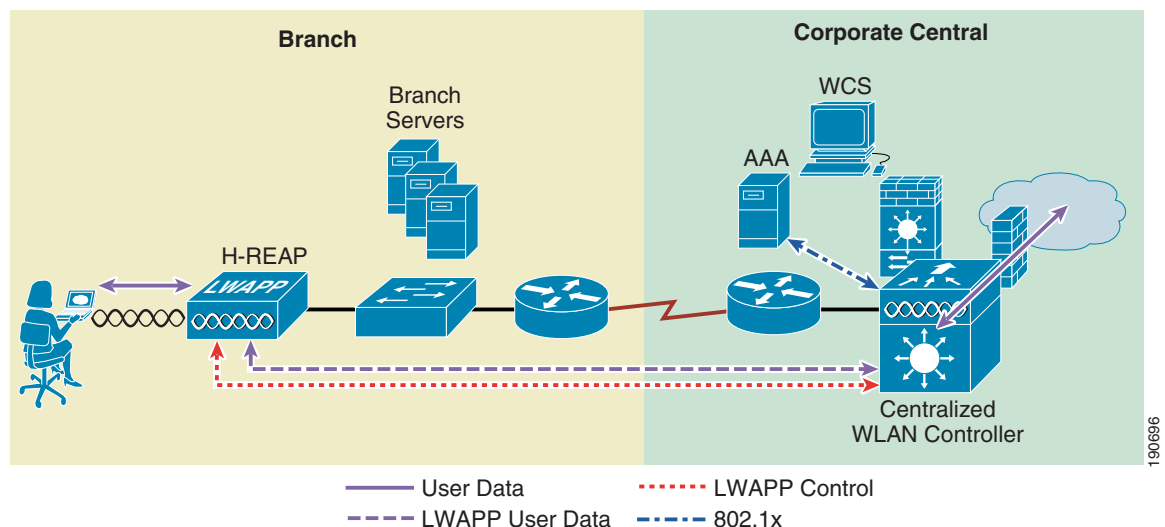 Branch
Corporate Central
WCS
Branch
Servers
AAA
H-REAP
LWAPP
Centralized
WLAN Controller
190696
User Data
LWAPP Control
LWAPP User Data
802.1x